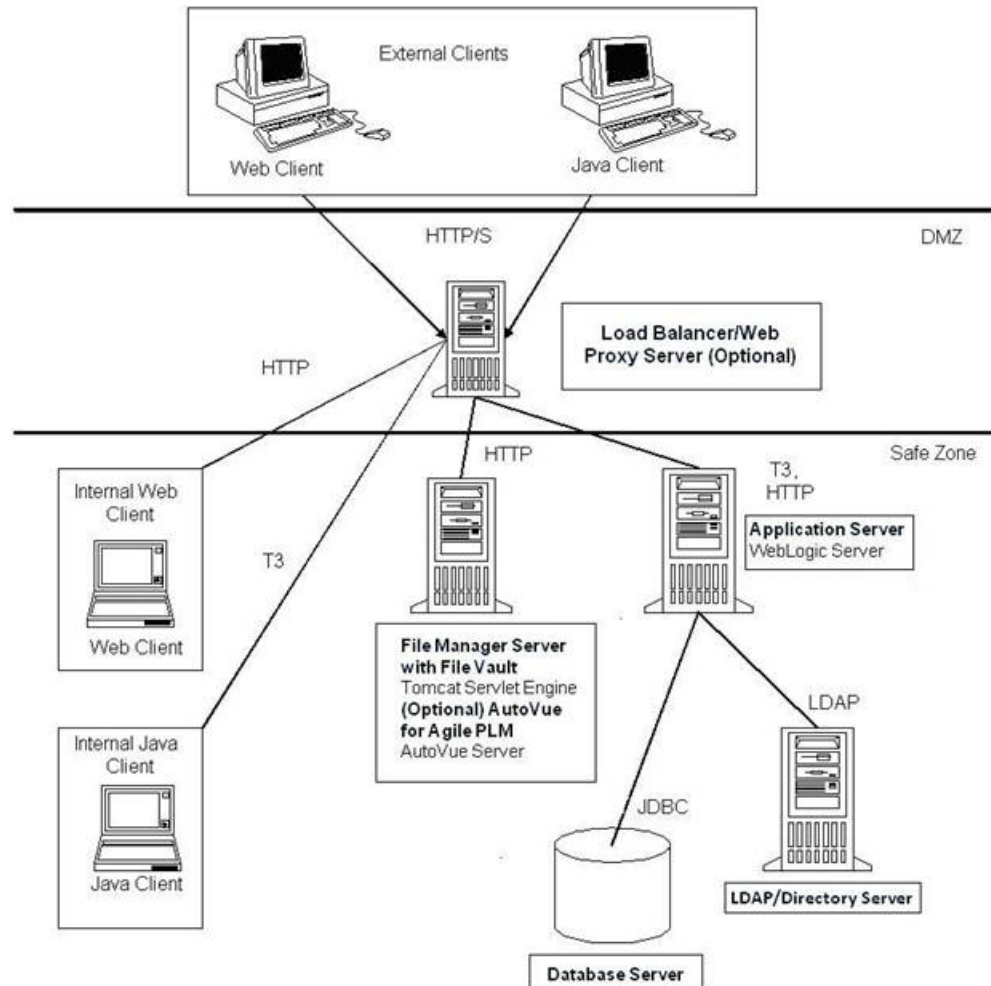 External Clients
Web Client
Java Client
HTTP/S
DMZ
Load Balancer/Web
Proxy Server (Optional)
HTTP
Safe Zone
Internal Web
Client
Web Client
T3
HTTP
T3,
HTTP
Application Server
WebLogic Server
File Manager Server
with File Vault
Tomcat Servlet Engine
(Optional) AutoVue
for Agile PLM
AutoVue Server
LDAP
Internal Java
Client
Java Client
JDBC
LDAP/Directory Server
Database Server